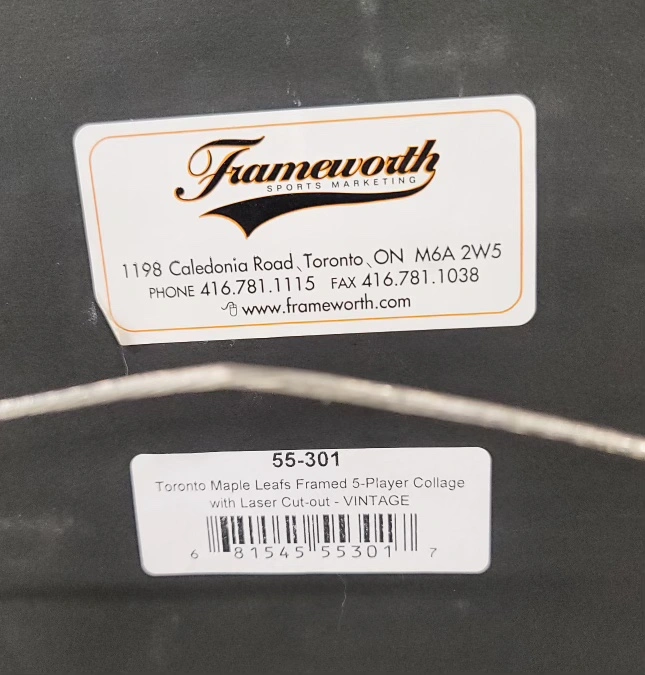 Frameworth
SPORTS MARKETING
1198 Caledonia Road, Toronto, ON M6A 2W5
PHONE 416.781.1115 FAX 416.781.1038
www.frameworth.com
55-301
Toronto Maple Leafs Framed 5-Player Collage
with Laser Cut-out - VINTAGE
6 81545 55301 7